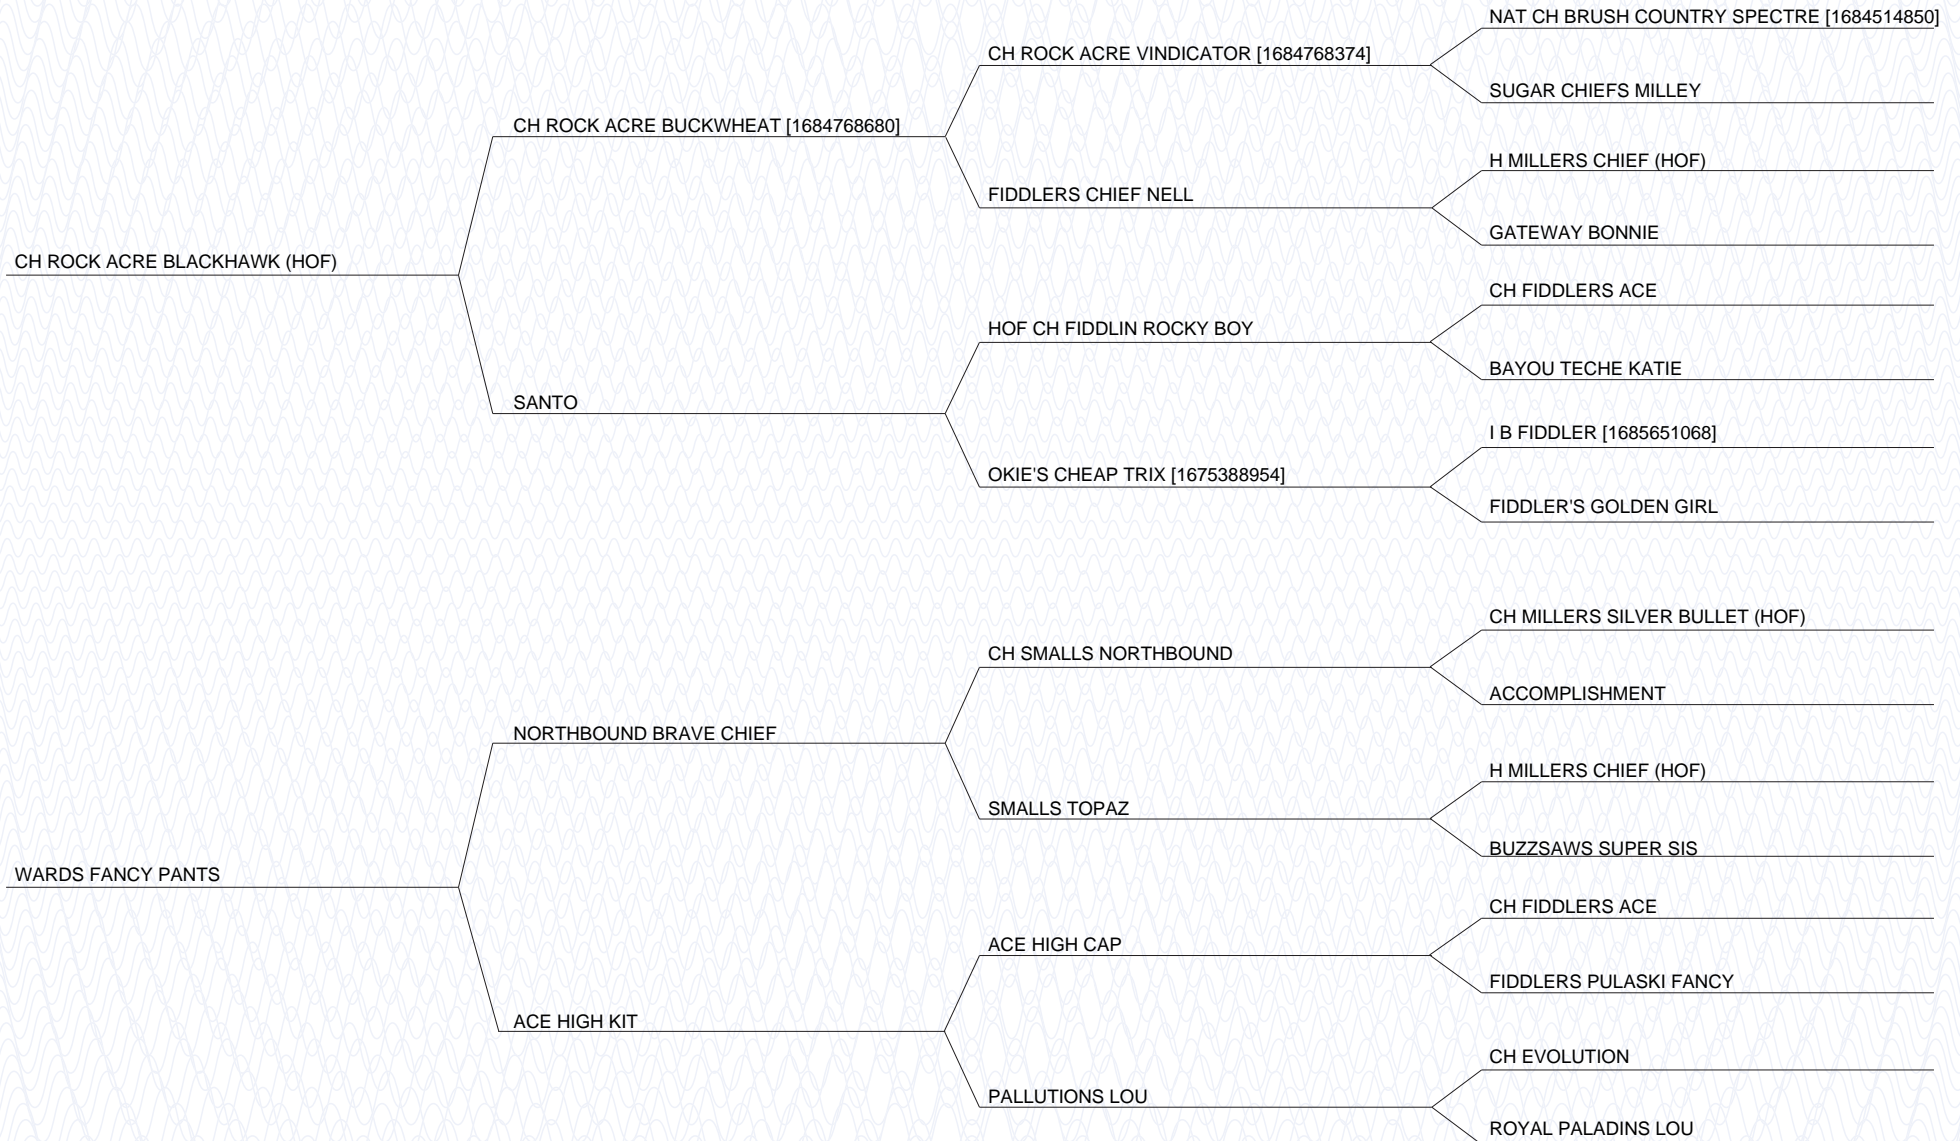 NAT CH BRUSH COUNTRY SPECTRE [1684514850]
CH ROCK ACRE VINDICATOR [1684768374]
SUGAR CHIEFS MILLEY
CH ROCK ACRE BUCKWHEAT [1684768680]
H MILLERS CHIEF (HOF)
FIDDLERS CHIEF NELL
GATEWAY BONNIE
CH ROCK ACRE BLACKHAWK (HOF)
CH FIDDLERS ACE
HOF CH FIDDLIN ROCKY BOY
BAYOU TECHE KATIE
SANTO
I B FIDDLER [1685651068]
OKIE'S CHEAP TRIX [1675388954]
FIDDLER'S GOLDEN GIRL
CH MILLERS SILVER BULLET (HOF)
CH SMALLS NORTHBOUND
ACCOMPLISHMENT
NORTHBOUND BRAVE CHIEF
H MILLERS CHIEF (HOF)
SMALLS TOPAZ
BUZZSAWS SUPER SIS
WARDS FANCY PANTS
CH FIDDLERS ACE
ACE HIGH CAP
FIDDLERS PULASKI FANCY
ACE HIGH KIT
CH EVOLUTION
PALLUTIONS LOU
ROYAL PALADINS LOU